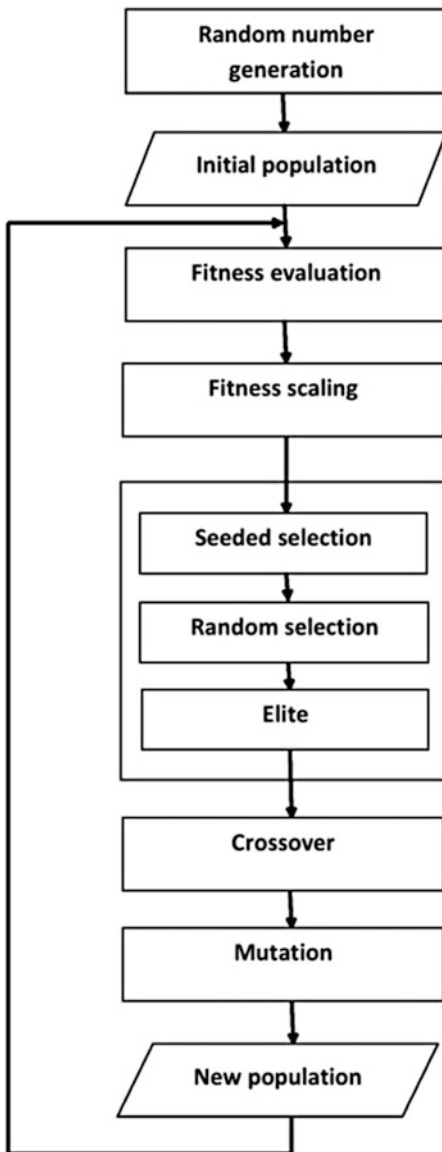 Random number
generation
Initial population
Fitness evaluation
Fitness scaling
Seeded selection
Random selection
Elite
Crossover
Mutation
New population